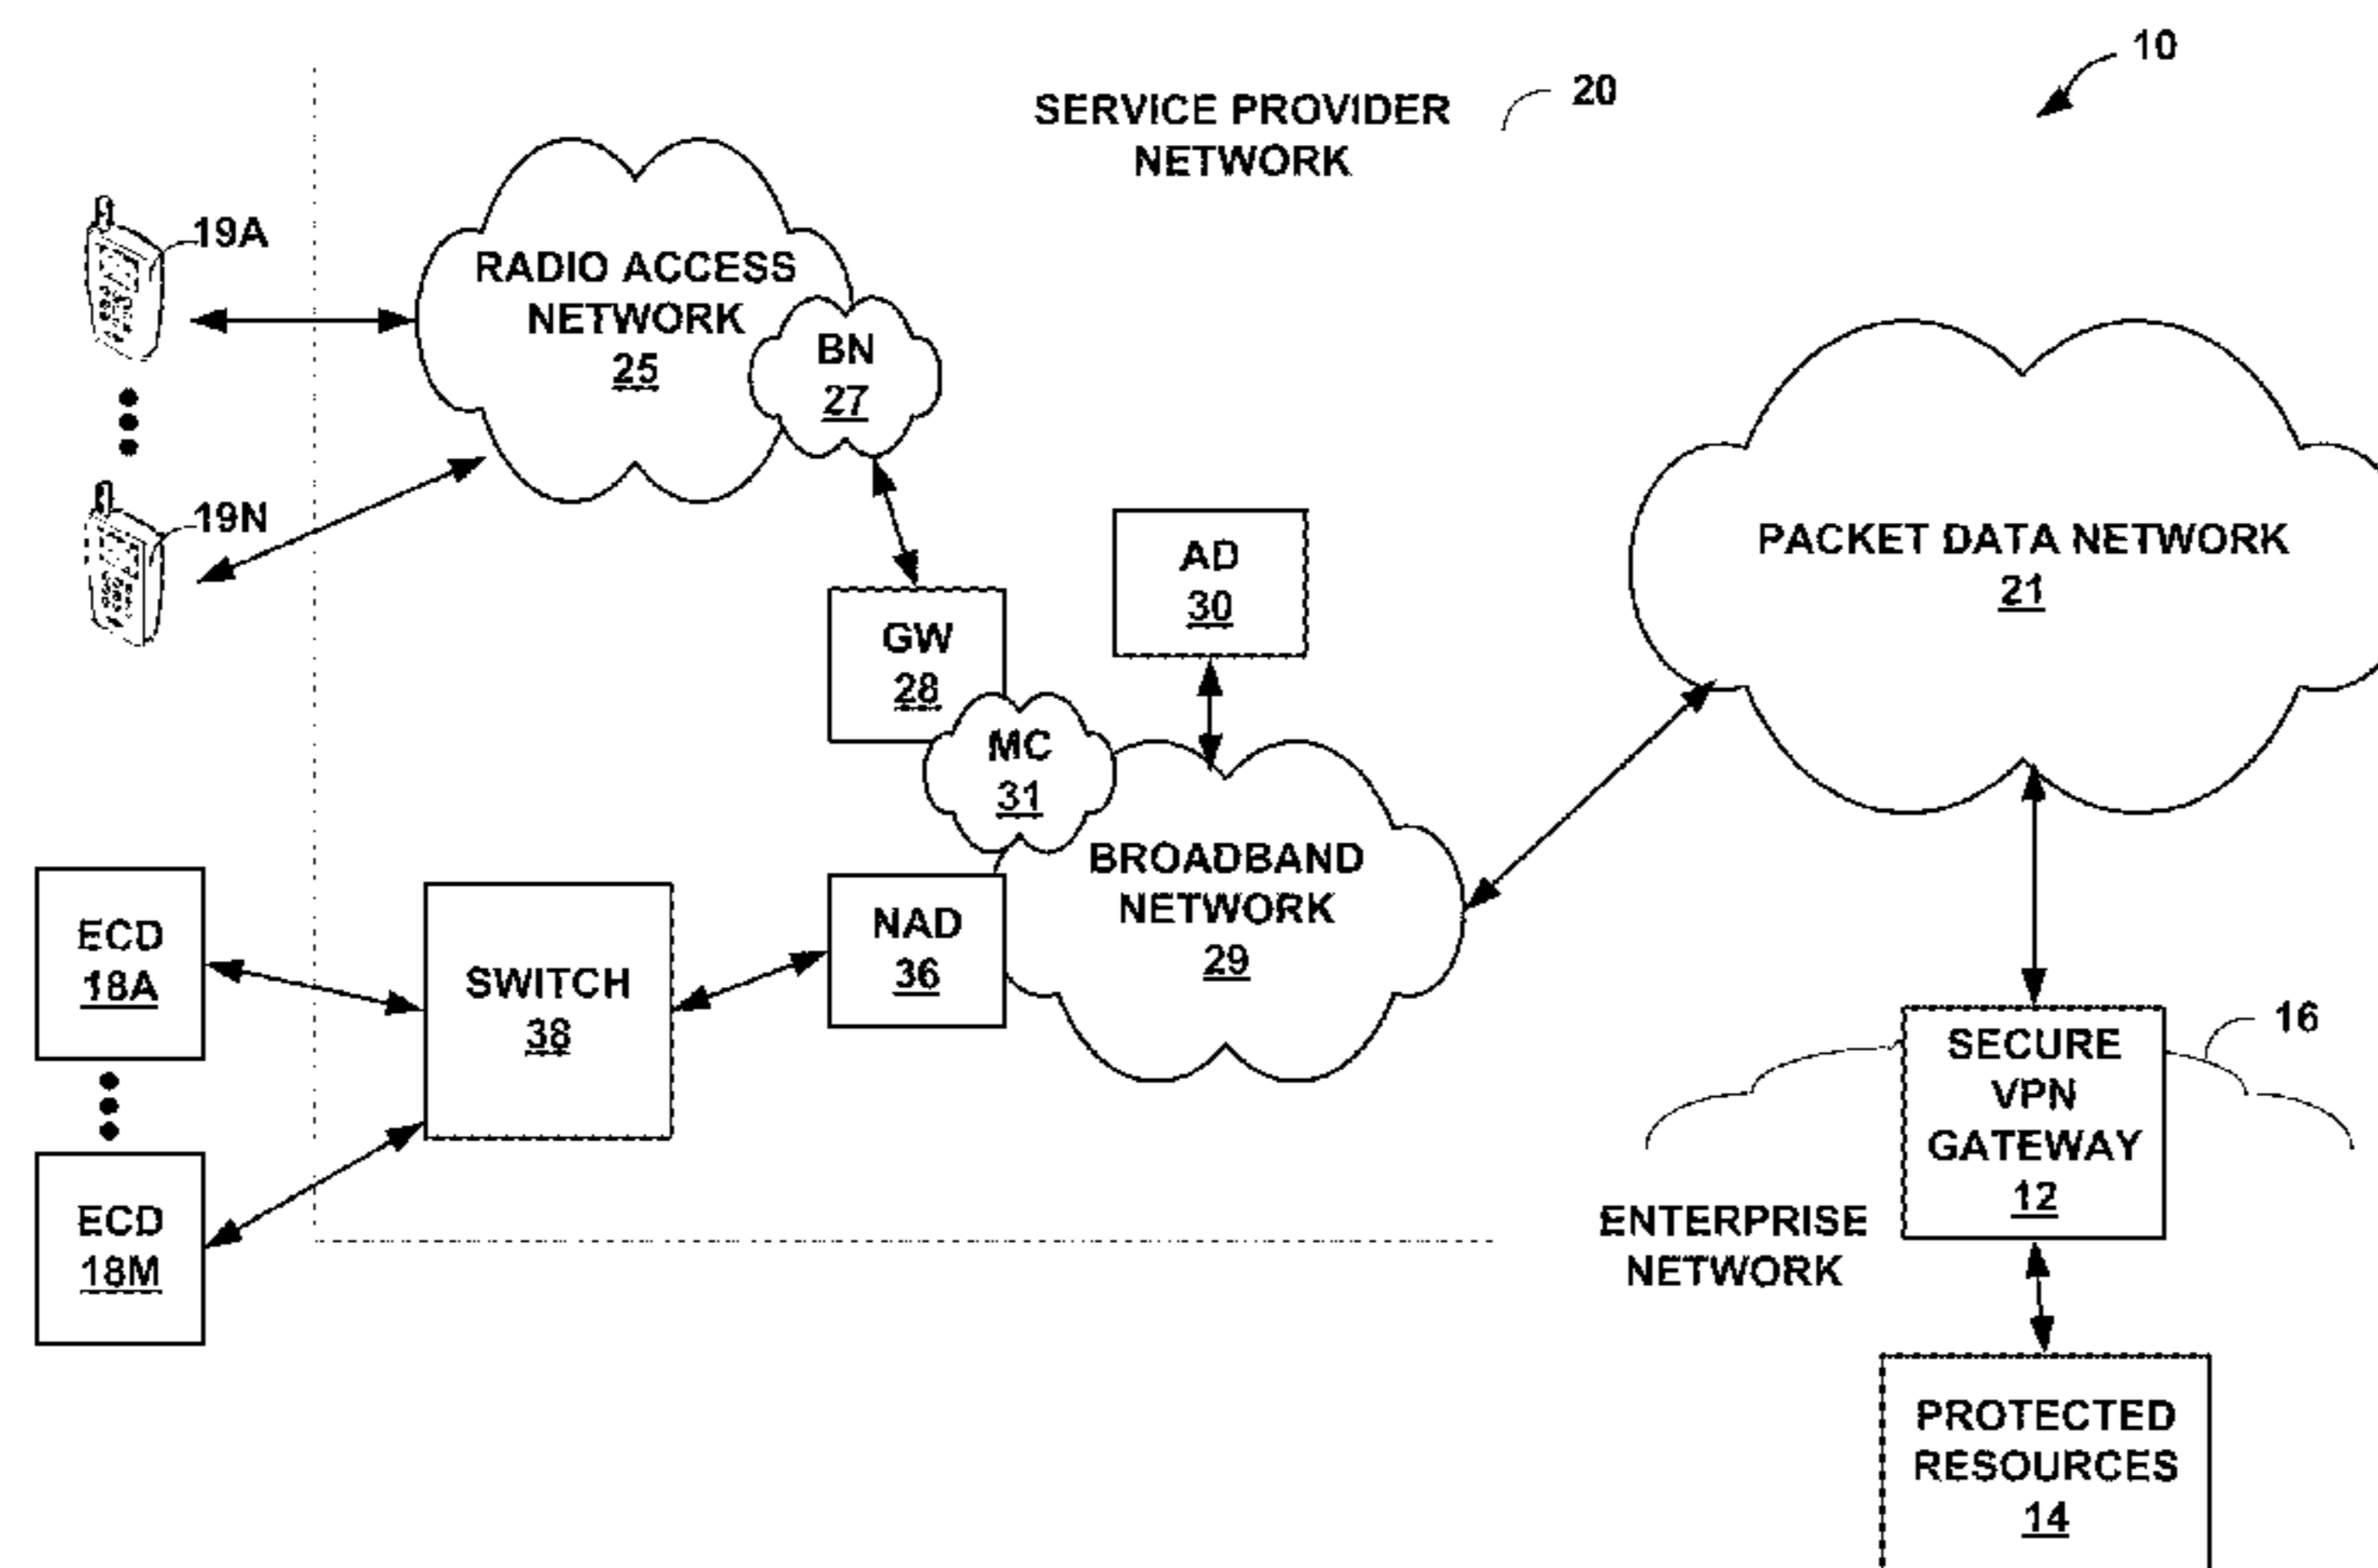 10
SERVICE PROVIDER
NETWORK
20
19A
RADIO ACCESS
NETWORK
25
BN
27
19N
PACKET DATA NETWORK
21
AD
30
GW
28
MC
31
BROADBAND
NETWORK
29
ECD
18A
SWITCH
38
NAD
36
ECD
18M
16
SECURE
VPN
GATEWAY
12
ENTERPRISE
NETWORK
PROTECTED
RESOURCES
14